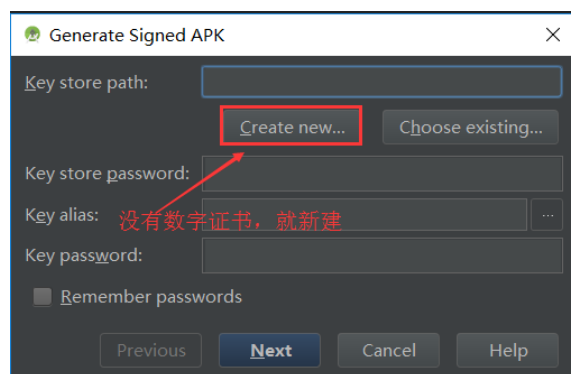 Generate Signed APK
Key store path:
Create new...
Choose existing...
Key store password:
Key alias:
...
没有数字证书，就新建
Key password:
Remember passwords
Previous
Next
Cancel
Help